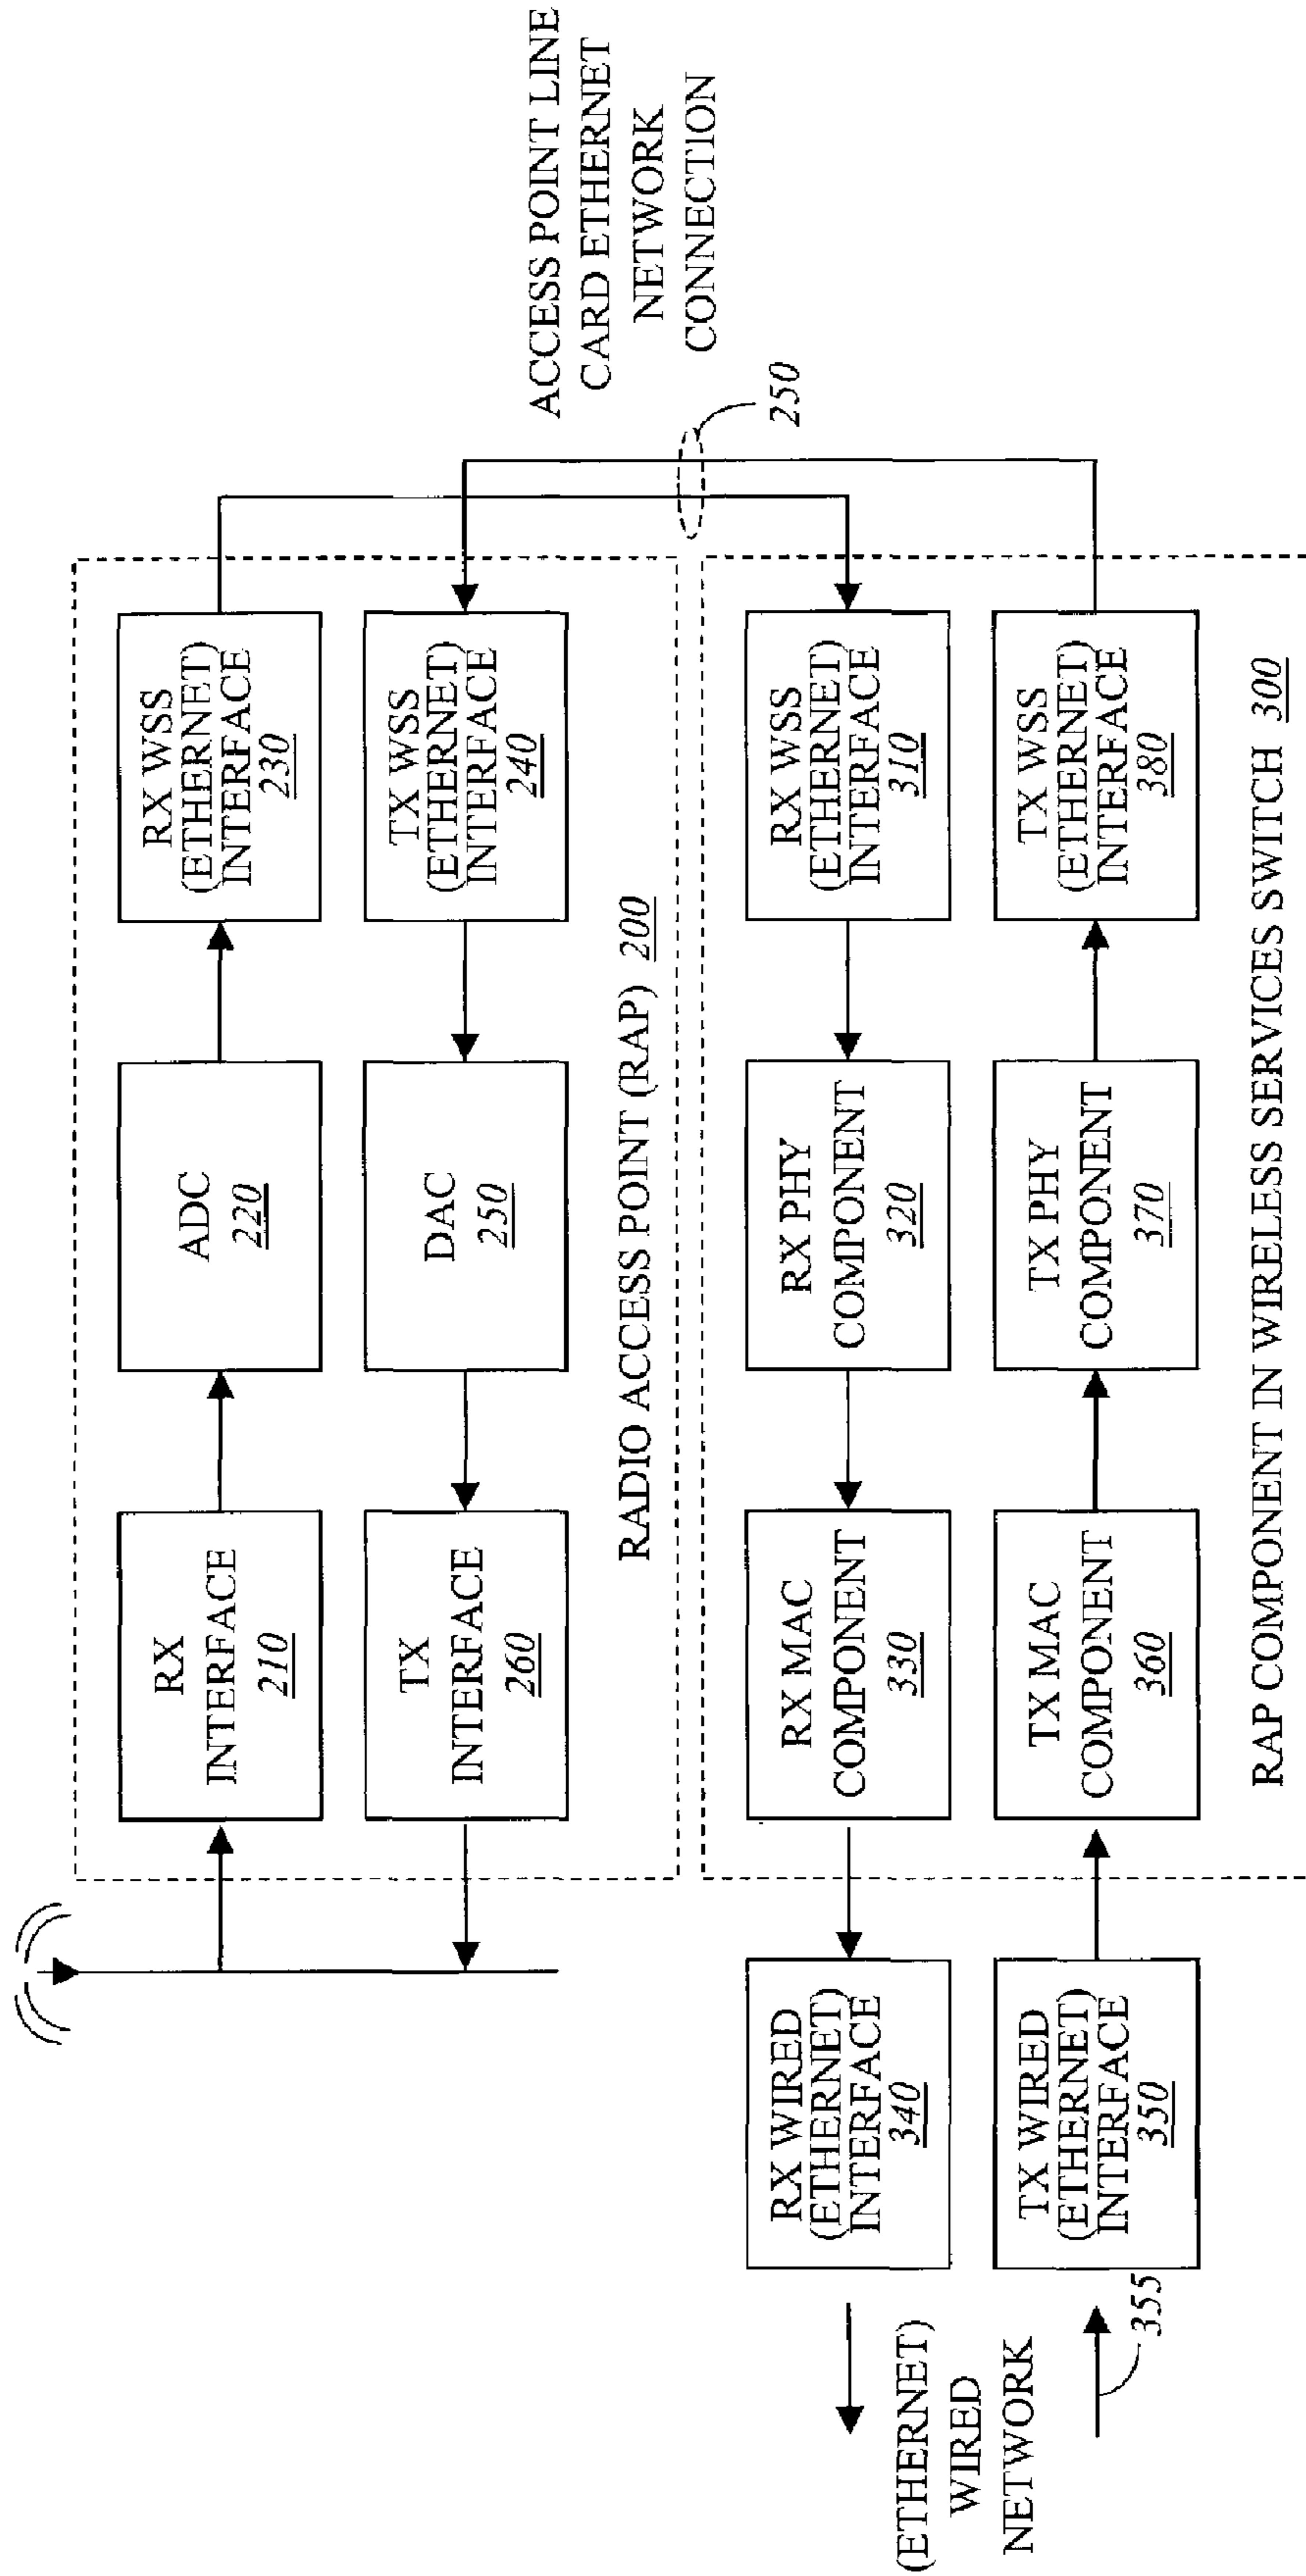 RX
INTERFACE
210
ADC
220
RX WSS
(ETHERNET)
INTERFACE
230
TX
INTERFACE
260
DAC
250
TX WSS
(ETHERNET)
INTERFACE
240
RADIO ACCESS POINT (RAP) 200
ACCESS POINT LINE
CARD ETHERNET
NETWORK
CONNECTION
250
RX WIRED
(ETHERNET)
INTERFACE
340
RX MAC
COMPONENT
330
RX PHY
COMPONENT
320
RX WSS
(ETHERNET)
INTERFACE
310
(ETHERNET)
WIRED
NETWORK
355
TX WIRED
(ETHERNET)
INTERFACE
350
TX MAC
COMPONENT
360
TX PHY
COMPONENT
370
TX WSS
(ETHERNET)
INTERFACE
380
RAP COMPONENT IN WIRELESS SERVICES SWITCH 300